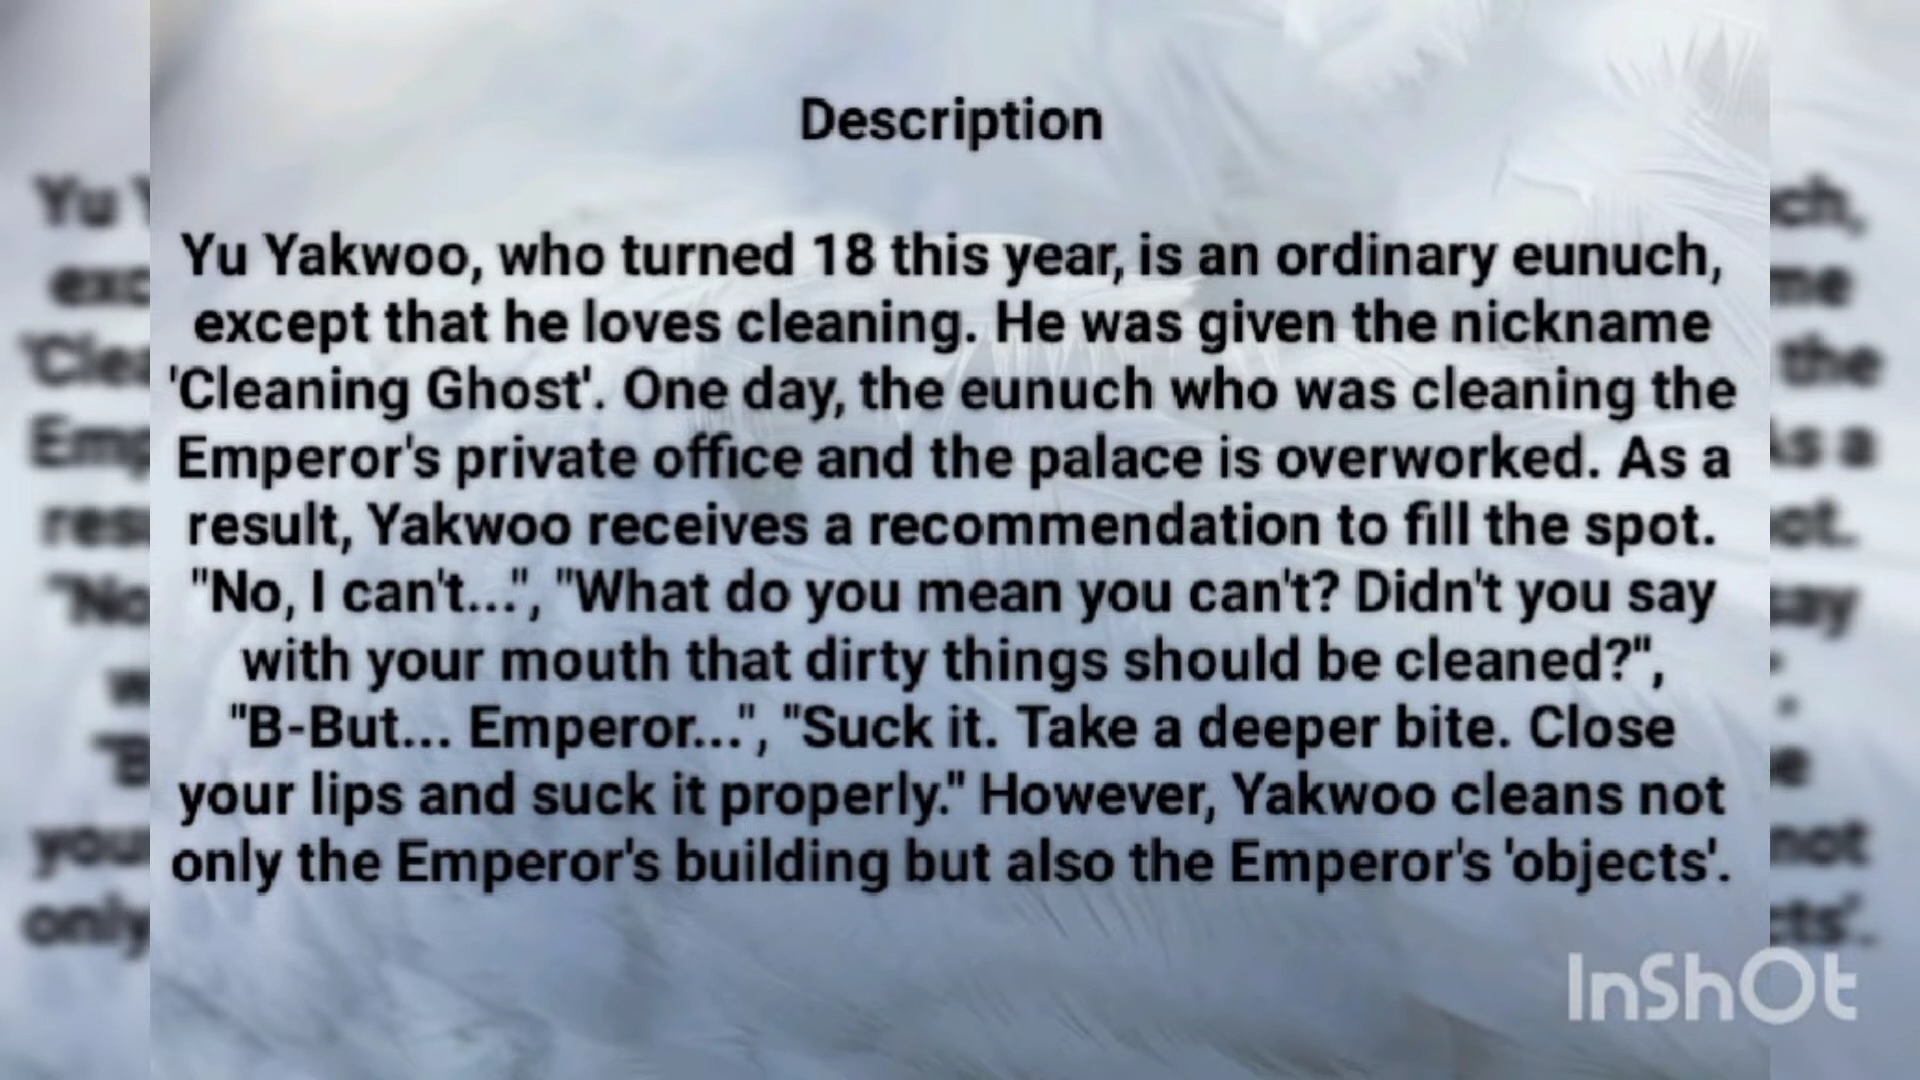 Description
Yu Yakwoo, who turned 18 this year, is an ordinary eunuch,
except that he loves cleaning. He was given the nickname
'Cleaning Ghost'. One day, the eunuch who was cleaning the
Emperor's private office and the palace is overworked. As a
result, Yakwoo receives a recommendation to fill the spot.
"No, I can't...", "What do you mean you can't? Didn't you say
with your mouth that dirty things should be cleaned?",
"B-But... Emperor...", "Suck it. Take a deeper bite. Close
your lips and suck it properly." However, Yakwoo cleans not
only the Emperor's building but also the Emperor's 'objects'.
InShOt